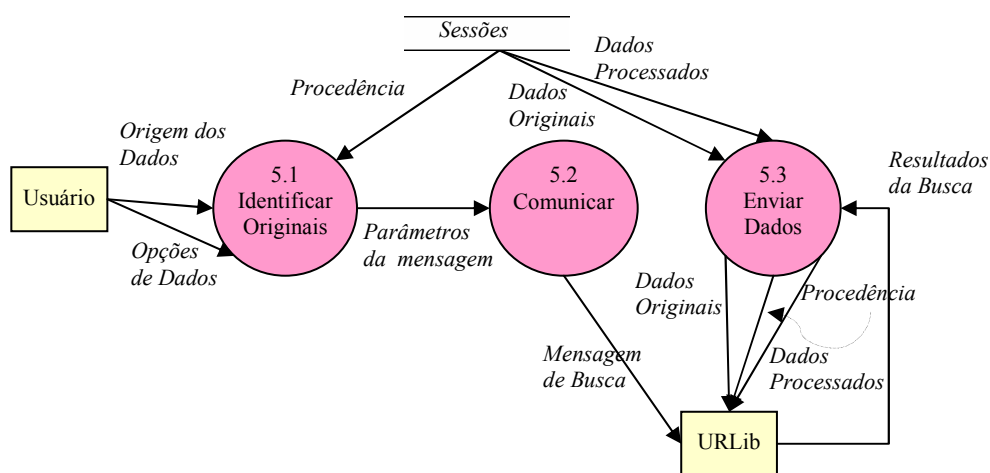 Sessões
Dados
Processados
Procedência
Dados
Originais
Origem dos
Dados
Resultados
da Busca
Usuário
5.1
Identificar
Originais
5.2
Comunicar
5.3
Enviar
Dados
Parâmetros
da mensagem
Opções
de Dados
Dados
Originais
Procedência
Mensagem
de Busca
Dados
Processados
URLib